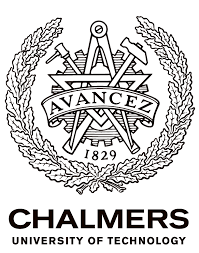 AVANCEZ
1829
CHALMERS
UNIVERSITY OF TECHNOLOGY